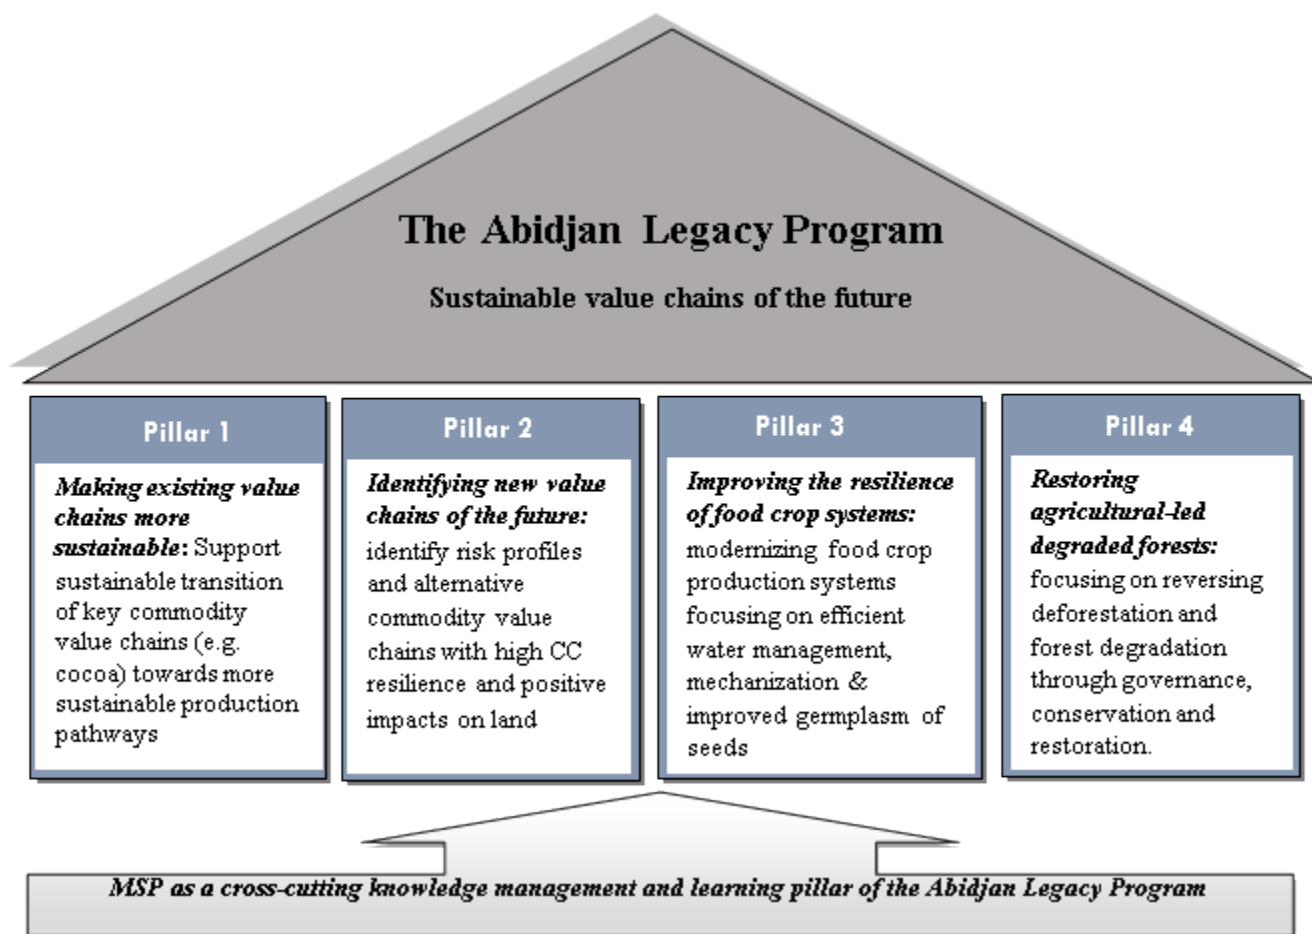 The Abidjan Legacy Program
Sustainable value chains of the future
Pillar 1
Making existing value
chains more
sustainable: Support
sustainable transition
of key commodity
value chains (e.g.
cocoa) towards more
sustainable production
pathways
Pillar 2
Identifying new value
chains of the future:
identify risk profiles
and alternative
commodity value
chains with high CC
resilience and positive
impacts on land
Pillar 3
Improving the resilience
of food crop systems:
modernizing food crop
production systems
focusing on efficient
water management,
mechanization &
improved germplasm of
seeds
Pillar 4
Restoring
agricultural-led
degraded forests:
focusing on reversing
deforestation and
forest degradation
through governance,
conservation and
restoration.
MSP as a cross-cutting knowledge management and learning pillar of the Abidjan Legacy Program